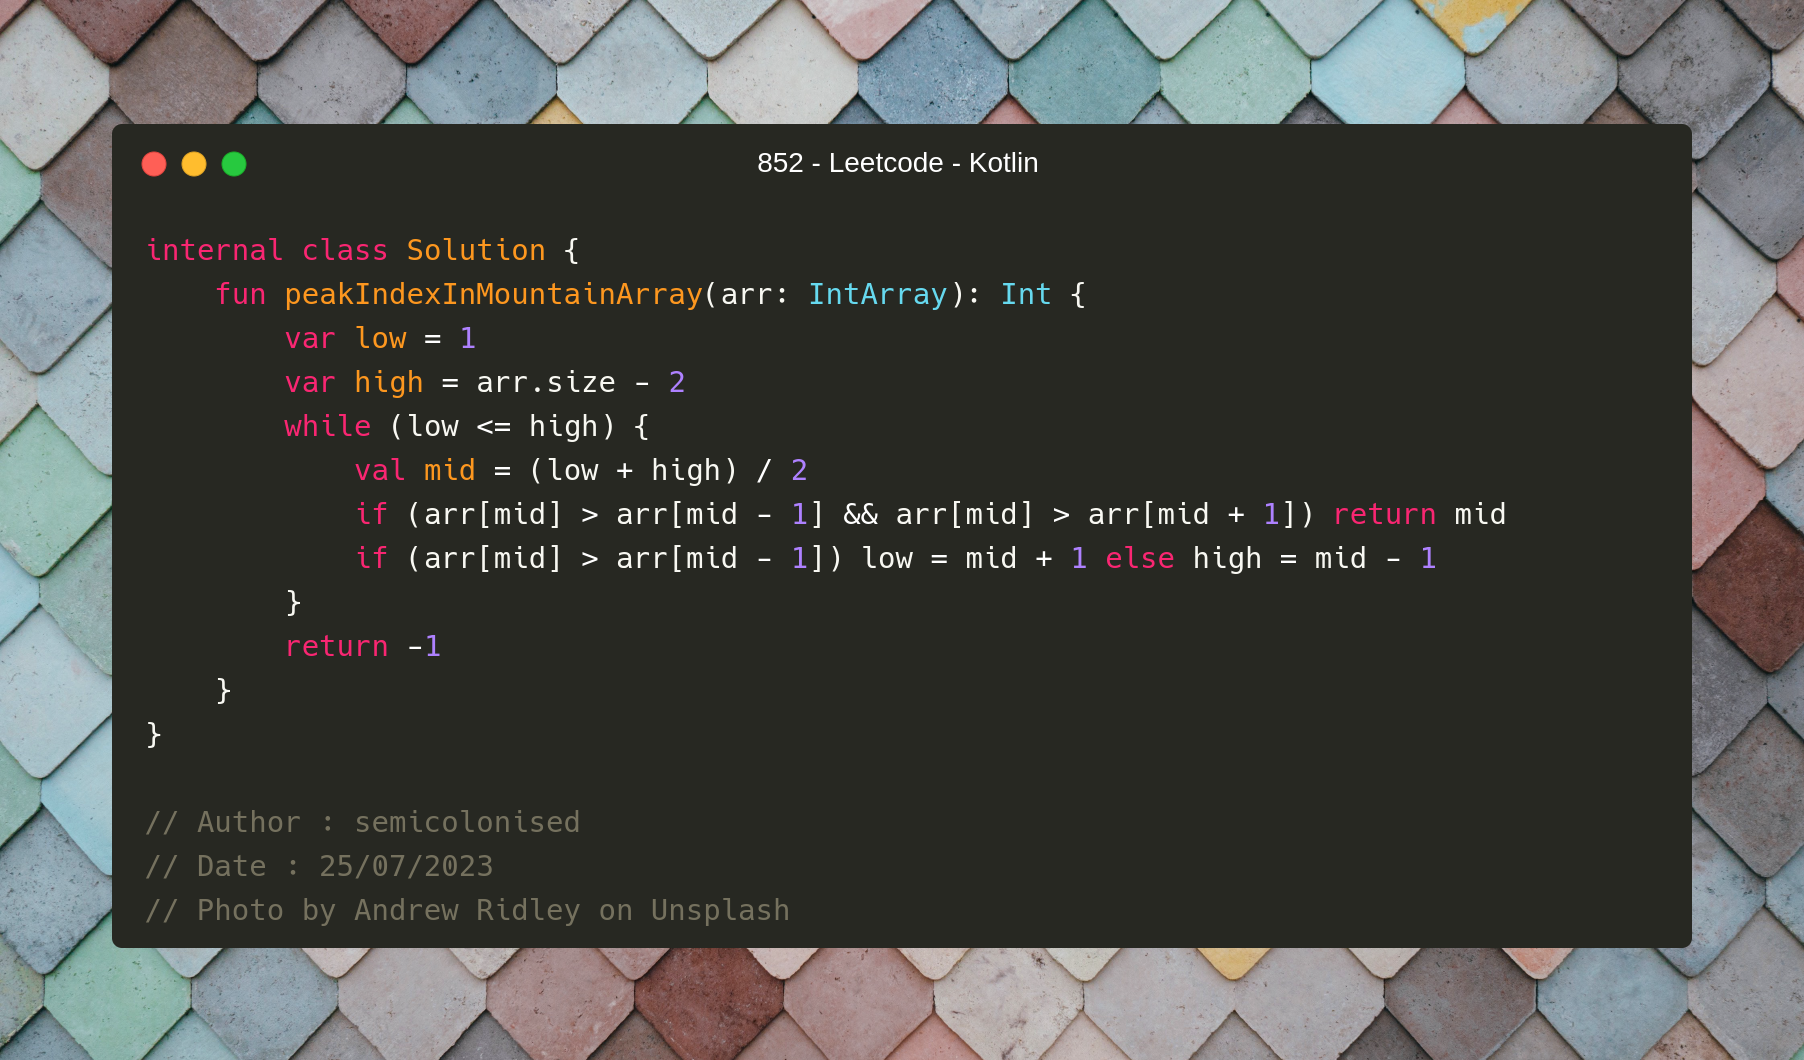 852 - Leetcode - Kotlin
internal class Solution {
    fun peakIndexInMountainArray(arr: IntArray): Int {
        var low = 1
        var high = arr.size - 2
        while (low <= high) {
            val mid = (low + high) / 2
            if (arr[mid] > arr[mid - 1] && arr[mid] > arr[mid + 1]) return mid
            if (arr[mid] > arr[mid - 1]) low = mid + 1 else high = mid - 1
        }
        return -1
    }
}
// Author : semicolonised
// Date : 25/07/2023
// Photo by Andrew Ridley on Unsplash